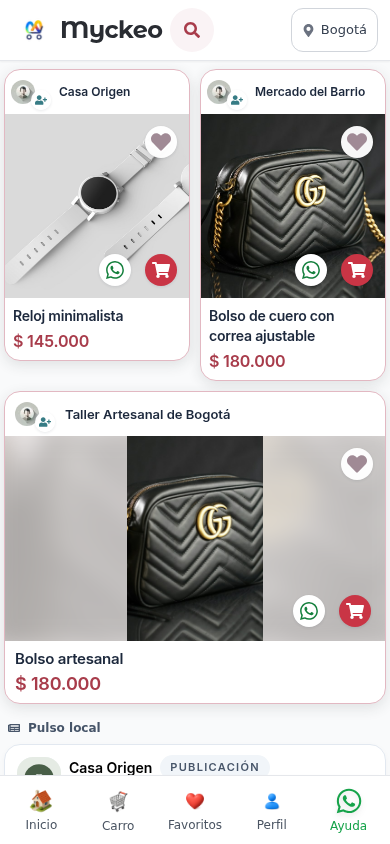 Myckeo
Bogotá
Casa Origen
Mercado del Barrio
Reloj minimalista
$ 145.000
Bolso de cuero con
correa ajustable
$ 180.000
Taller Artesanal de Bogotá
Bolso artesanal
$ 180.000
Pulso local
Casa Origen PUBLICACIÓN
Inicio
Carro
Favoritos
Perfil
Ayuda